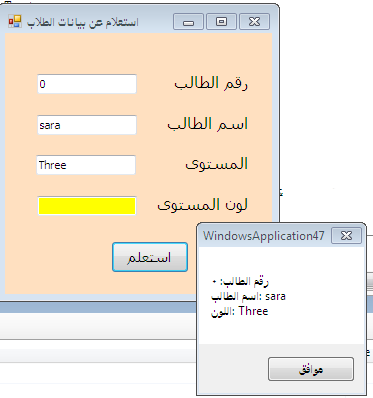 استعلام عن بيانات الطلاب
رقم الطالب
0
اسم الطالب
sara
المستوى
Three
لون المستوى
استعلم
WindowsApplication47
رقم الطالب: ٠
اسم الطالب: sara
اللون: Three
موافق